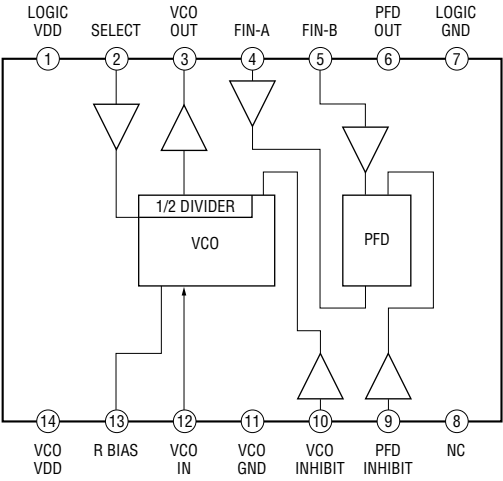 LOGIC
VDD
SELECT
VCO
OUT
FIN-A
FIN-B
PFD
OUT
LOGIC
GND
1
2
3
4
5
6
7
1/2 DIVIDER
VCO
PFD
14
13
12
11
10
9
8
VCO
VDD
R BIAS
VCO
IN
VCO
GND
VCO
INHIBIT
PFD
INHIBIT
NC